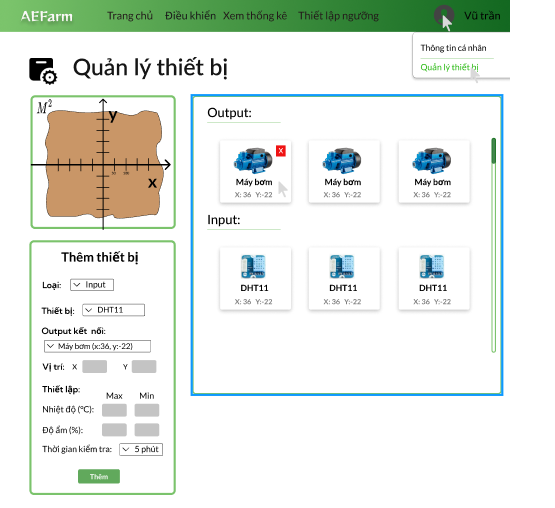 AEFarm Trang chủ Điều khiển Xem thống kê Thiết lập ngưỡng Vũ trần
Thông tin cá nhân
Quản lý thiết bị
Quản lý thiết bị
M²
y
x
Output:
X
Máy bơm Máy bơm Máy bơm
X: 36 Y:-22 X: 36 Y:-22 X: 36 Y:-22
Input:
DHT11 DHT11 DHT11
X: 36 Y:-22 X: 36 Y:-22 X: 36 Y:-22
Thêm thiết bị
Loại: Input
Thiết bị: DHT11
Output kết nối:
Máy bơm (x:36, y:-22)
Vị trí: X Y
Thiết lập:
Max Min
Nhiệt độ (°C):
Độ ẩm (%):
Thời gian kiểm tra: 5 phút
Thêm